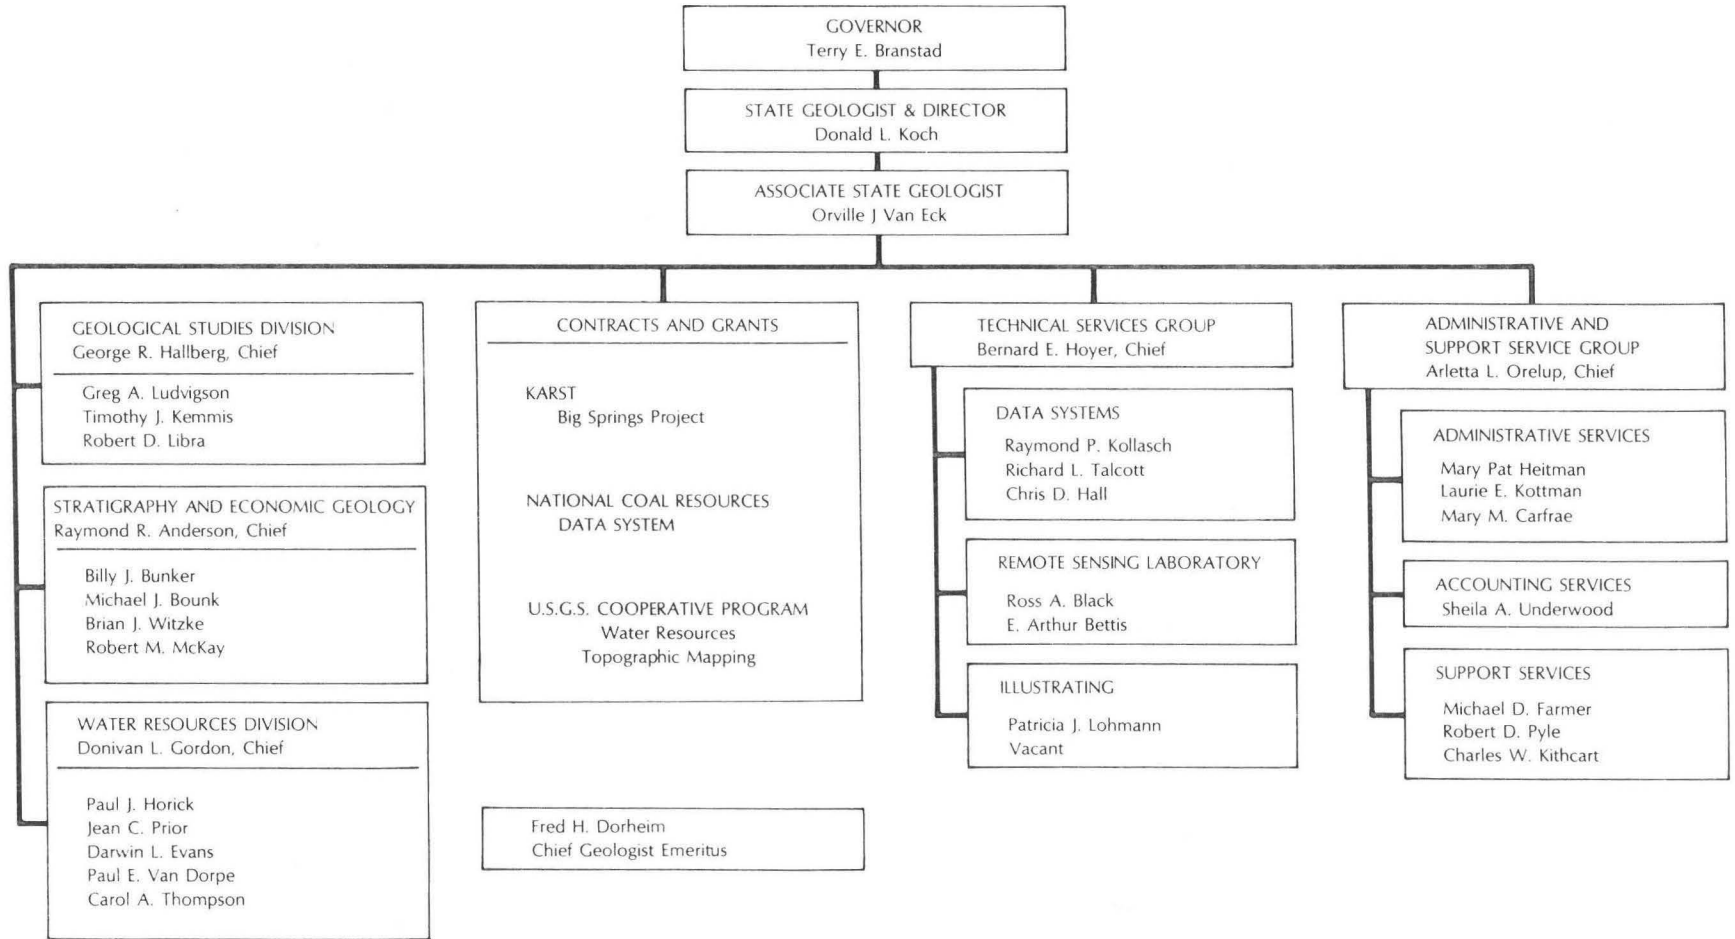 GOVERNOR
Terry E. Branstad
STATE GEOLOGIST & DIRECTOR
Donald L. Koch
ASSOCIATE STATE GEOLOGIST
Orville J Van Eck
GEOLOGICAL STUDIES DIVISION
George R. Hallberg, Chief
Greg A. Ludvigson
Timothy J. Kemmis
Robert D. Libra
STRATIGRAPHY AND ECONOMIC GEOLOGY
Raymond R. Anderson, Chief
Billy J. Bunker
Michael J. Bounk
Brian J. Witzke
Robert M. McKay
WATER RESOURCES DIVISION
Donivan L. Gordon, Chief
Paul J. Horick
Jean C. Prior
Darwin L. Evans
Paul E. Van Dorpe
Carol A. Thompson
CONTRACTS AND GRANTS
KARST
Big Springs Project
NATIONAL COAL RESOURCES
DATA SYSTEM
U.S.G.S. COOPERATIVE PROGRAM
Water Resources
Topographic Mapping
Fred H. Dorheim
Chief Geologist Emeritus
TECHNICAL SERVICES GROUP
Bernard E. Hoyer, Chief
DATA SYSTEMS
Raymond P. Kollasch
Richard L. Talcott
Chris D. Hall
REMOTE SENSING LABORATORY
Ross A. Black
E. Arthur Bettis
ILLUSTRATING
Patricia J. Lohmann
Vacant
ADMINISTRATIVE AND
SUPPORT SERVICE GROUP
Arletta L. Orelup, Chief
ADMINISTRATIVE SERVICES
Mary Pat Heitman
Laurie E. Kottman
Mary M. Carfrae
ACCOUNTING SERVICES
Sheila A. Underwood
SUPPORT SERVICES
Michael D. Farmer
Robert D. Pyle
Charles W. Kithcart